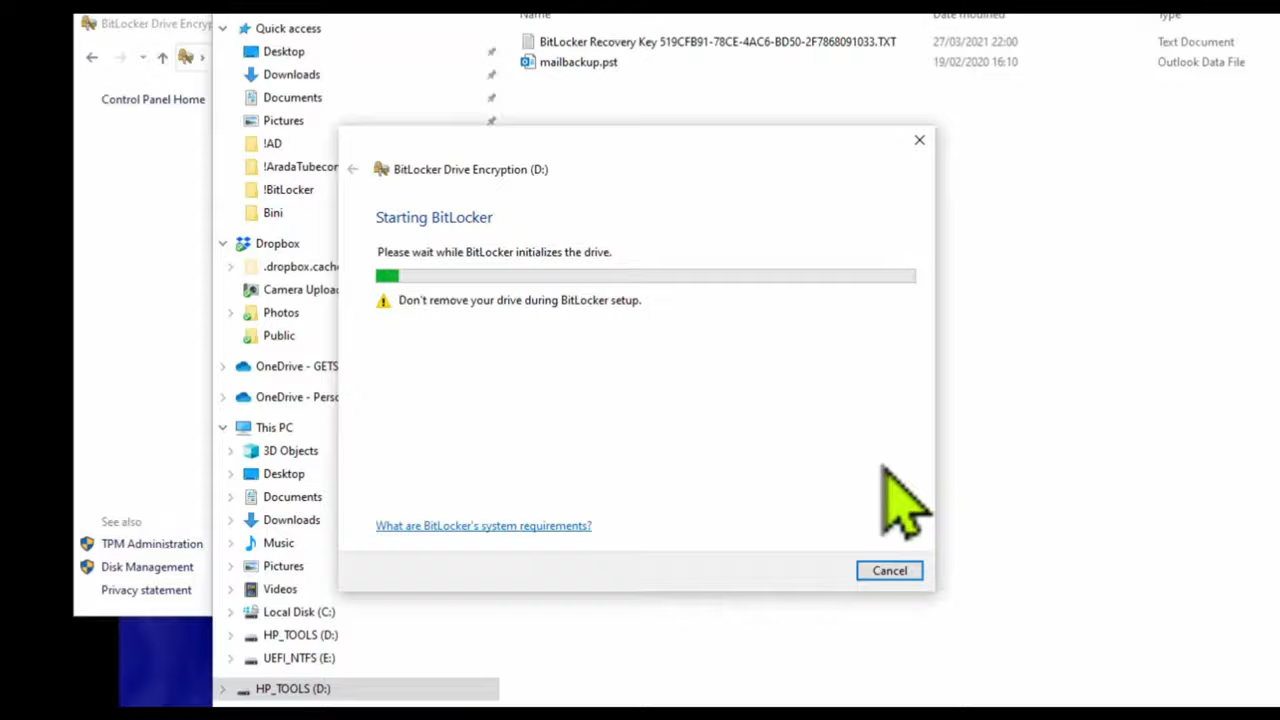 BitLocker Drive Encryp
Control Panel Home
See also
TPM Administration
Disk Management
Privacy statement
Quick access
Desktop
Downloads
Documents
Pictures
!AD
!AradaTubecor
!BitLocker
Bini
Dropbox
.dropbox.cache
Camera Upload
Photos
Public
OneDrive - GETS
OneDrive - Perso
This PC
3D Objects
Desktop
Documents
Downloads
Music
Pictures
Videos
Local Disk (C:)
HP_TOOLS (D:)
UEFI_NTFS (E:)
HP_TOOLS (D:)
Name Date modified Type
BitLocker Recovery Key 519CFB91-78CE-4AC6-BD50-2F7868091033.TXT 27/03/2021 22:00 Text Document
mailbackup.pst 19/02/2020 16:10 Outlook Data File
BitLocker Drive Encryption (D:)
Starting BitLocker
Please wait while BitLocker initializes the drive.
Don't remove your drive during BitLocker setup.
What are BitLocker's system requirements?
Cancel